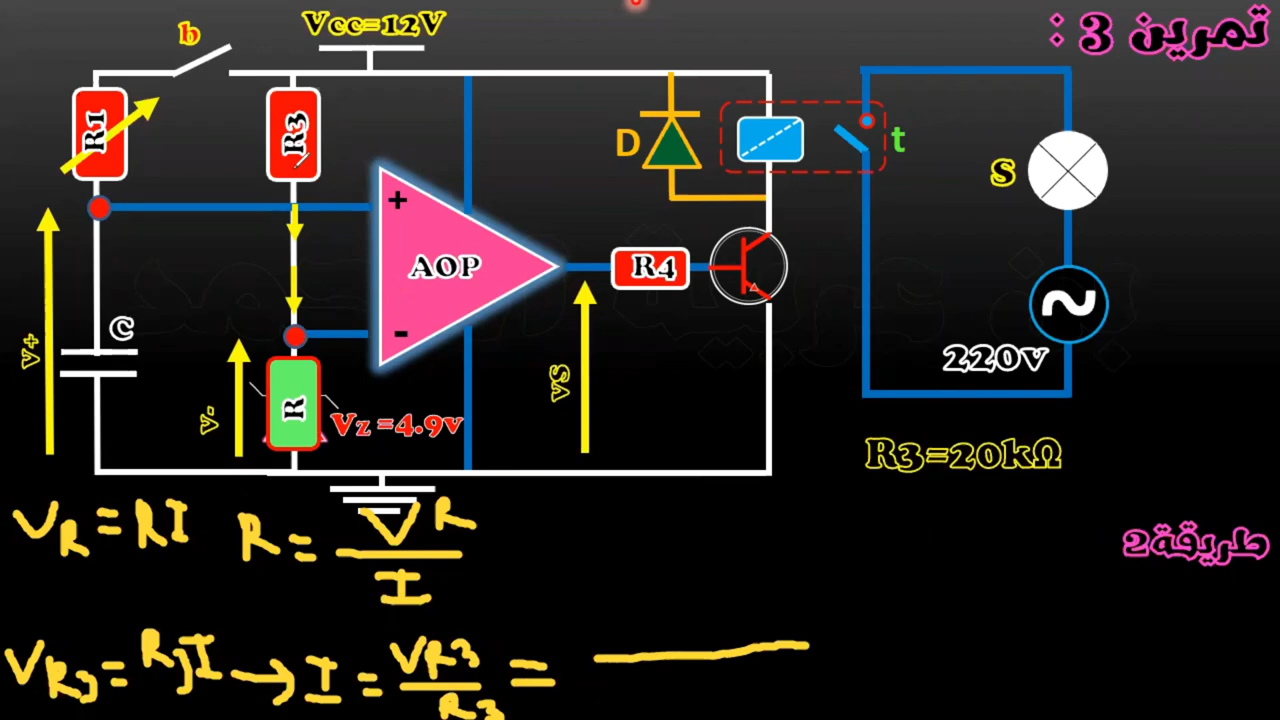 تمرين 3 :
Vcc=12V
b
R1
R3
D
t
S
+
AOP
R4
C
V+
-
V-
R
Vz =4.9v
vS
220v
R3=20kΩ
طريقة2
VR=RI R= VR / I
VR3= R3I → I = VR3 / R3 =